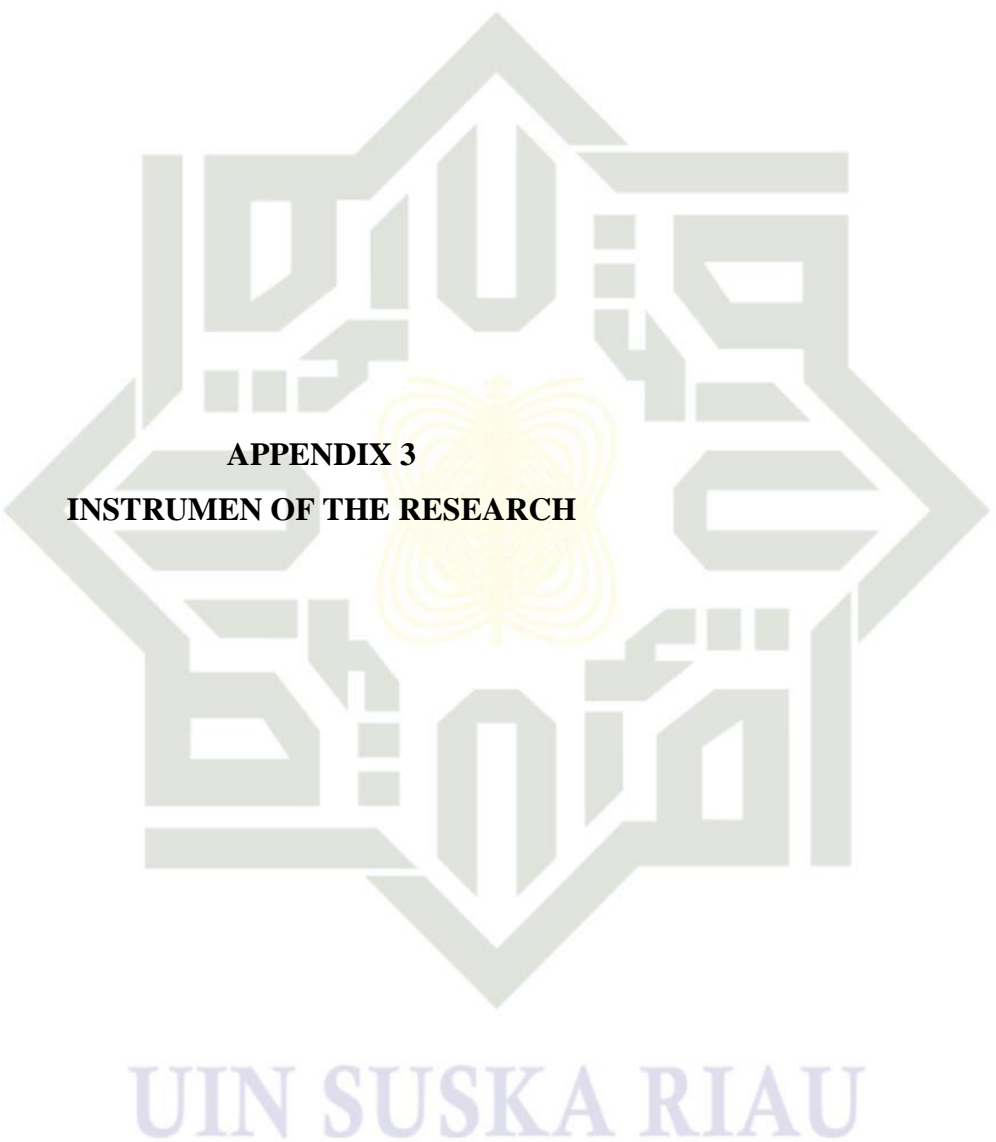 APPENDIX 3
INSTRUMEN OF THE RESEARCH
UIN SUSKA RIAU